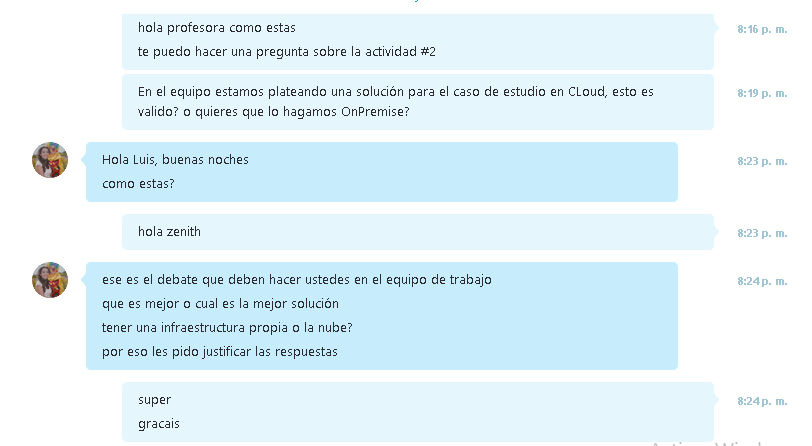 hola profesora como estas
8:16 p. m.
te puedo hacer una pregunta sobre la actividad #2
En el equipo estamos plateando una solución para el caso de estudio en CLoud, esto es
8:19 p. m.
valido? o quieres que lo hagamos OnPremise?
Hola Luis, buenas noches
8:23 p. m.
como estas?
hola zenith
8:23 p. m.
ese es el debate que deben hacer ustedes en el equipo de trabajo
8:24 p. m.
que es mejor o cual es la mejor solución
tener una infraestructura propia o la nube?
por eso les pido justificar las respuestas
super
8:24 p. m.
gracais